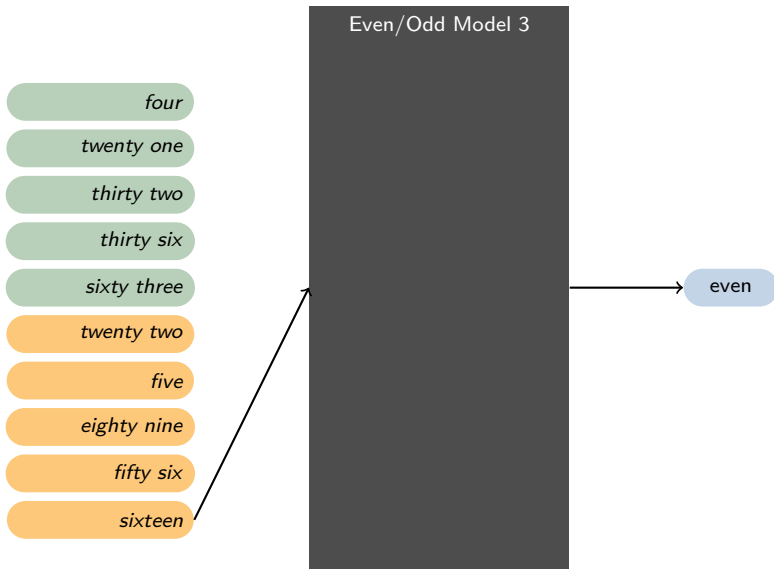 Even/Odd Model 3
four
twenty one
thirty two
thirty six
sixty three
twenty two
five
eighty nine
fifty six
sixteen
even